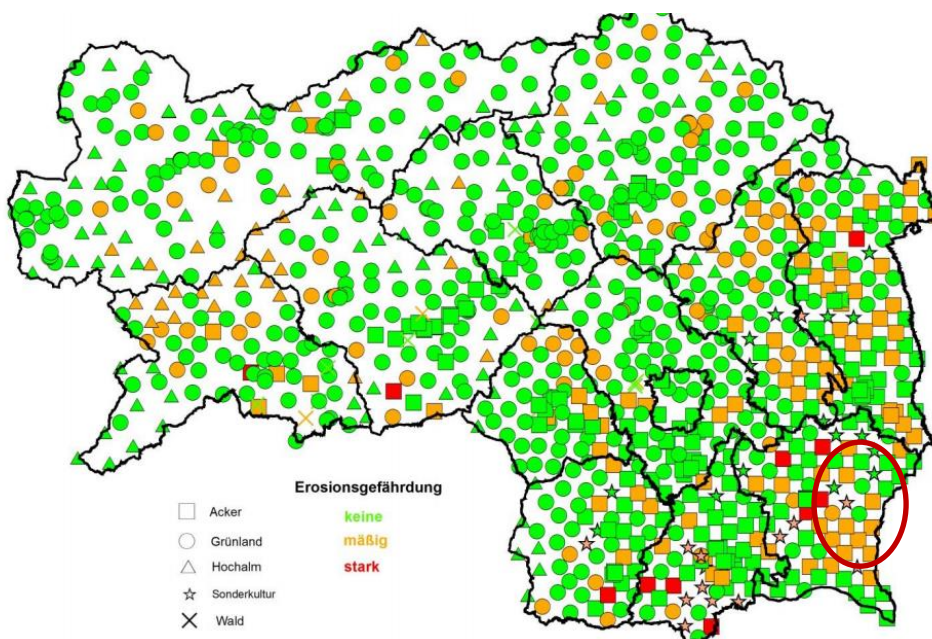 Erosionsgefährdung
Acker
keine
Grünland
mäßig
Hochalm
stark
Sonderkultur
Wald